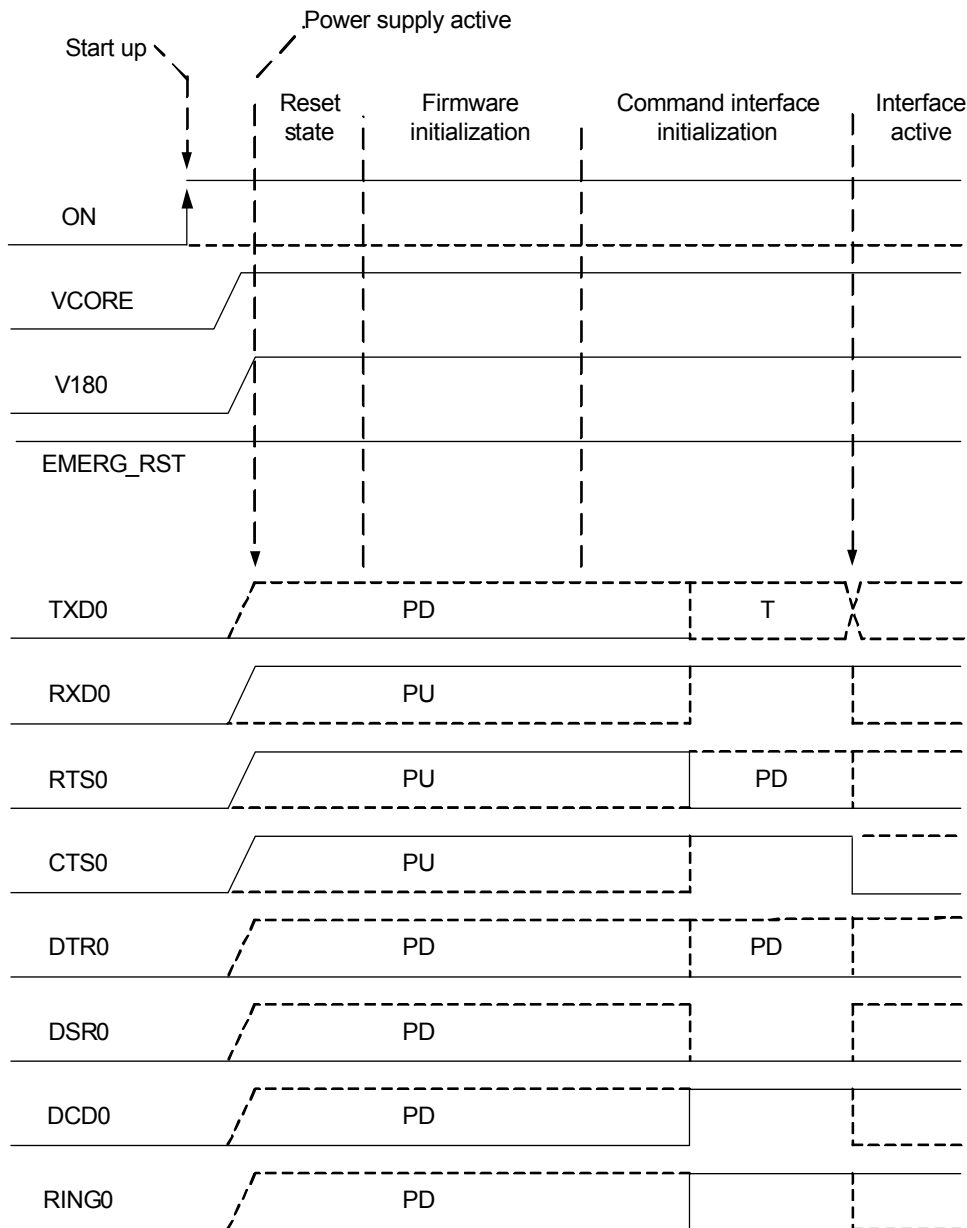 Power supply active
Start up
Reset
state
Firmware
initialization
Command interface
initialization
Interface
active
ON
VCORE
V180
EMERG_RST
TXD0
PD
T
RXD0
PU
RTS0
PU
PD
CTS0
PU
DTR0
PD
PD
DSR0
PD
DCD0
PD
RING0
PD